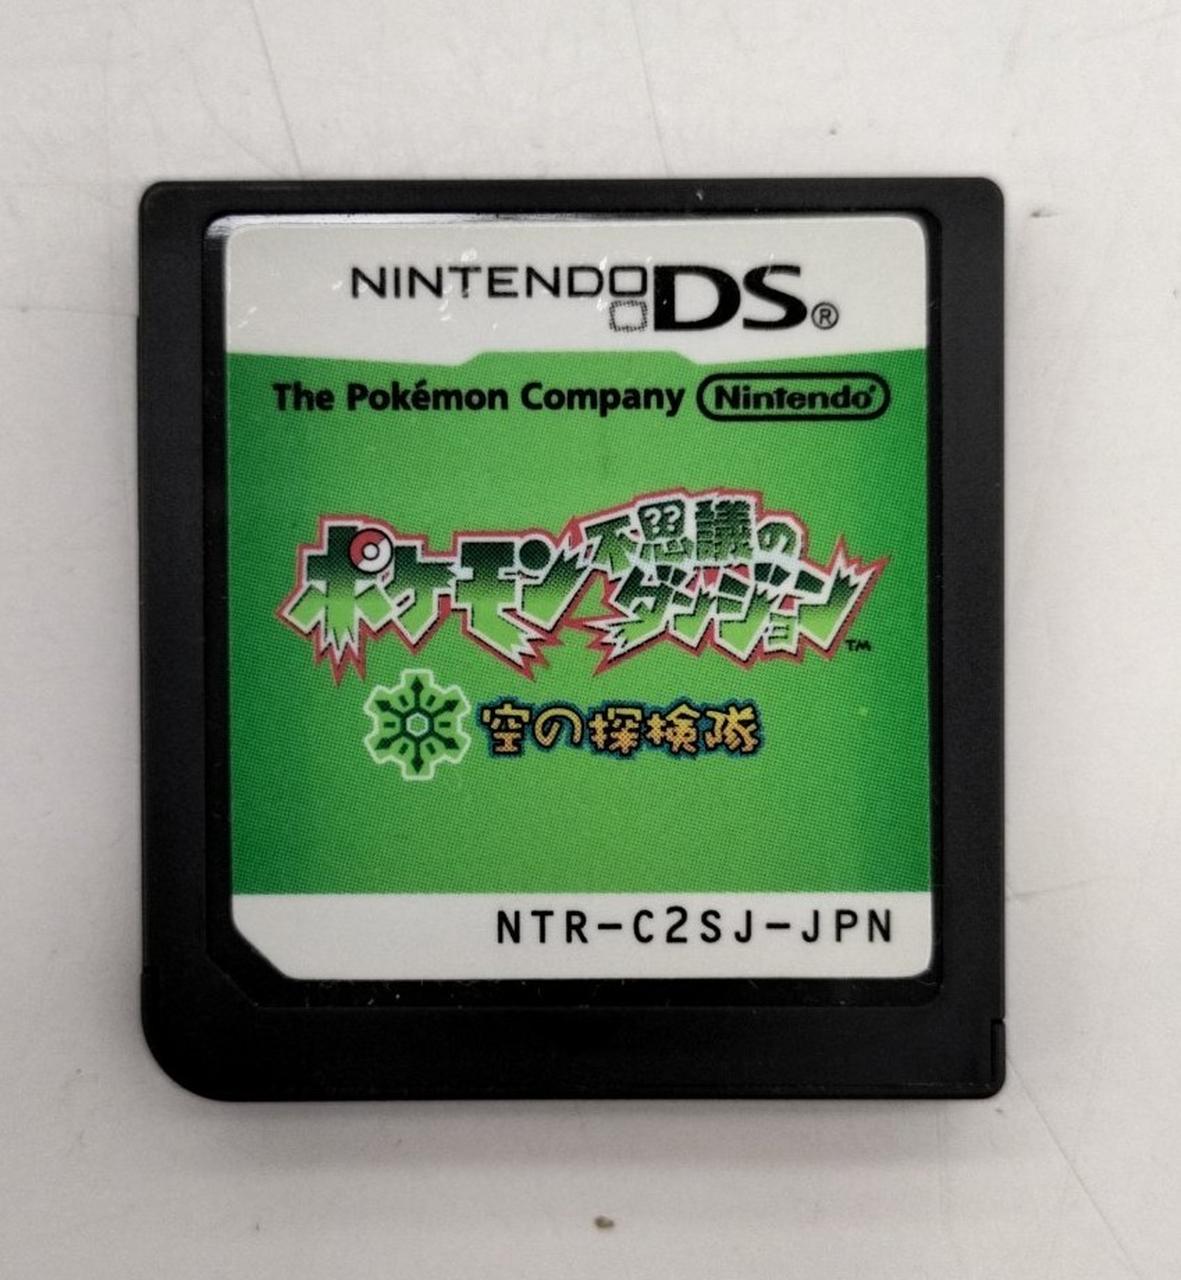 NINTENDO DS®
The Pokémon Company Nintendo®
ポケモン不思議のダンジョン™
空の探検隊
NTR-C2SJ-JPN